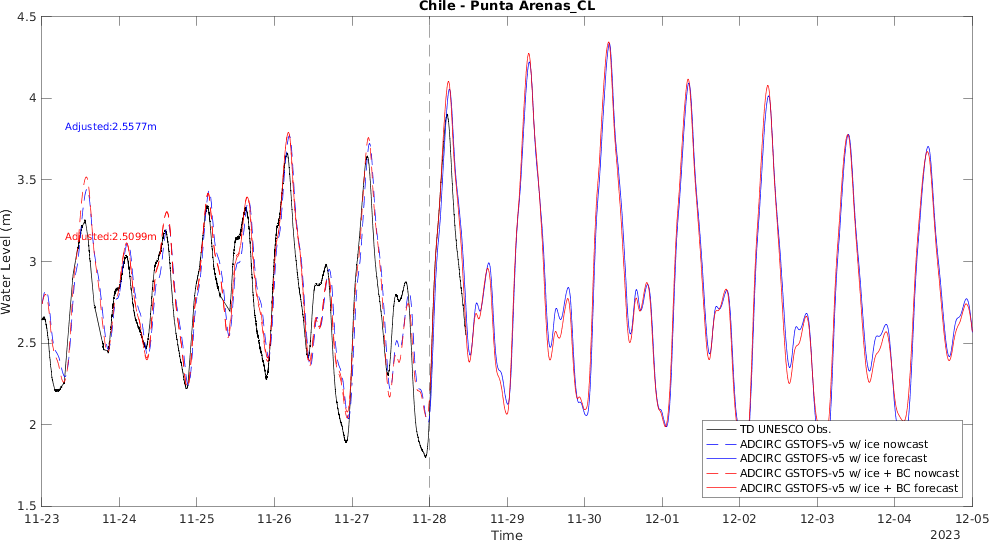 Chile - Punta Arenas_CL
4.5
4
3.5
3
2.5
2
1.5
Water Level (m)
Adjusted:2.5577m
Adjusted:2.5099m
TD UNESCO Obs.
ADCIRC GSTOFS-v5 w/ ice nowcast
ADCIRC GSTOFS-v5 w/ ice forecast
ADCIRC GSTOFS-v5 w/ ice + BC nowcast
ADCIRC GSTOFS-v5 w/ ice + BC forecast
11-23 11-24 11-25 11-26 11-27 11-28 11-29 11-30 12-01 12-02 12-03 12-04 12-05
Time
2023